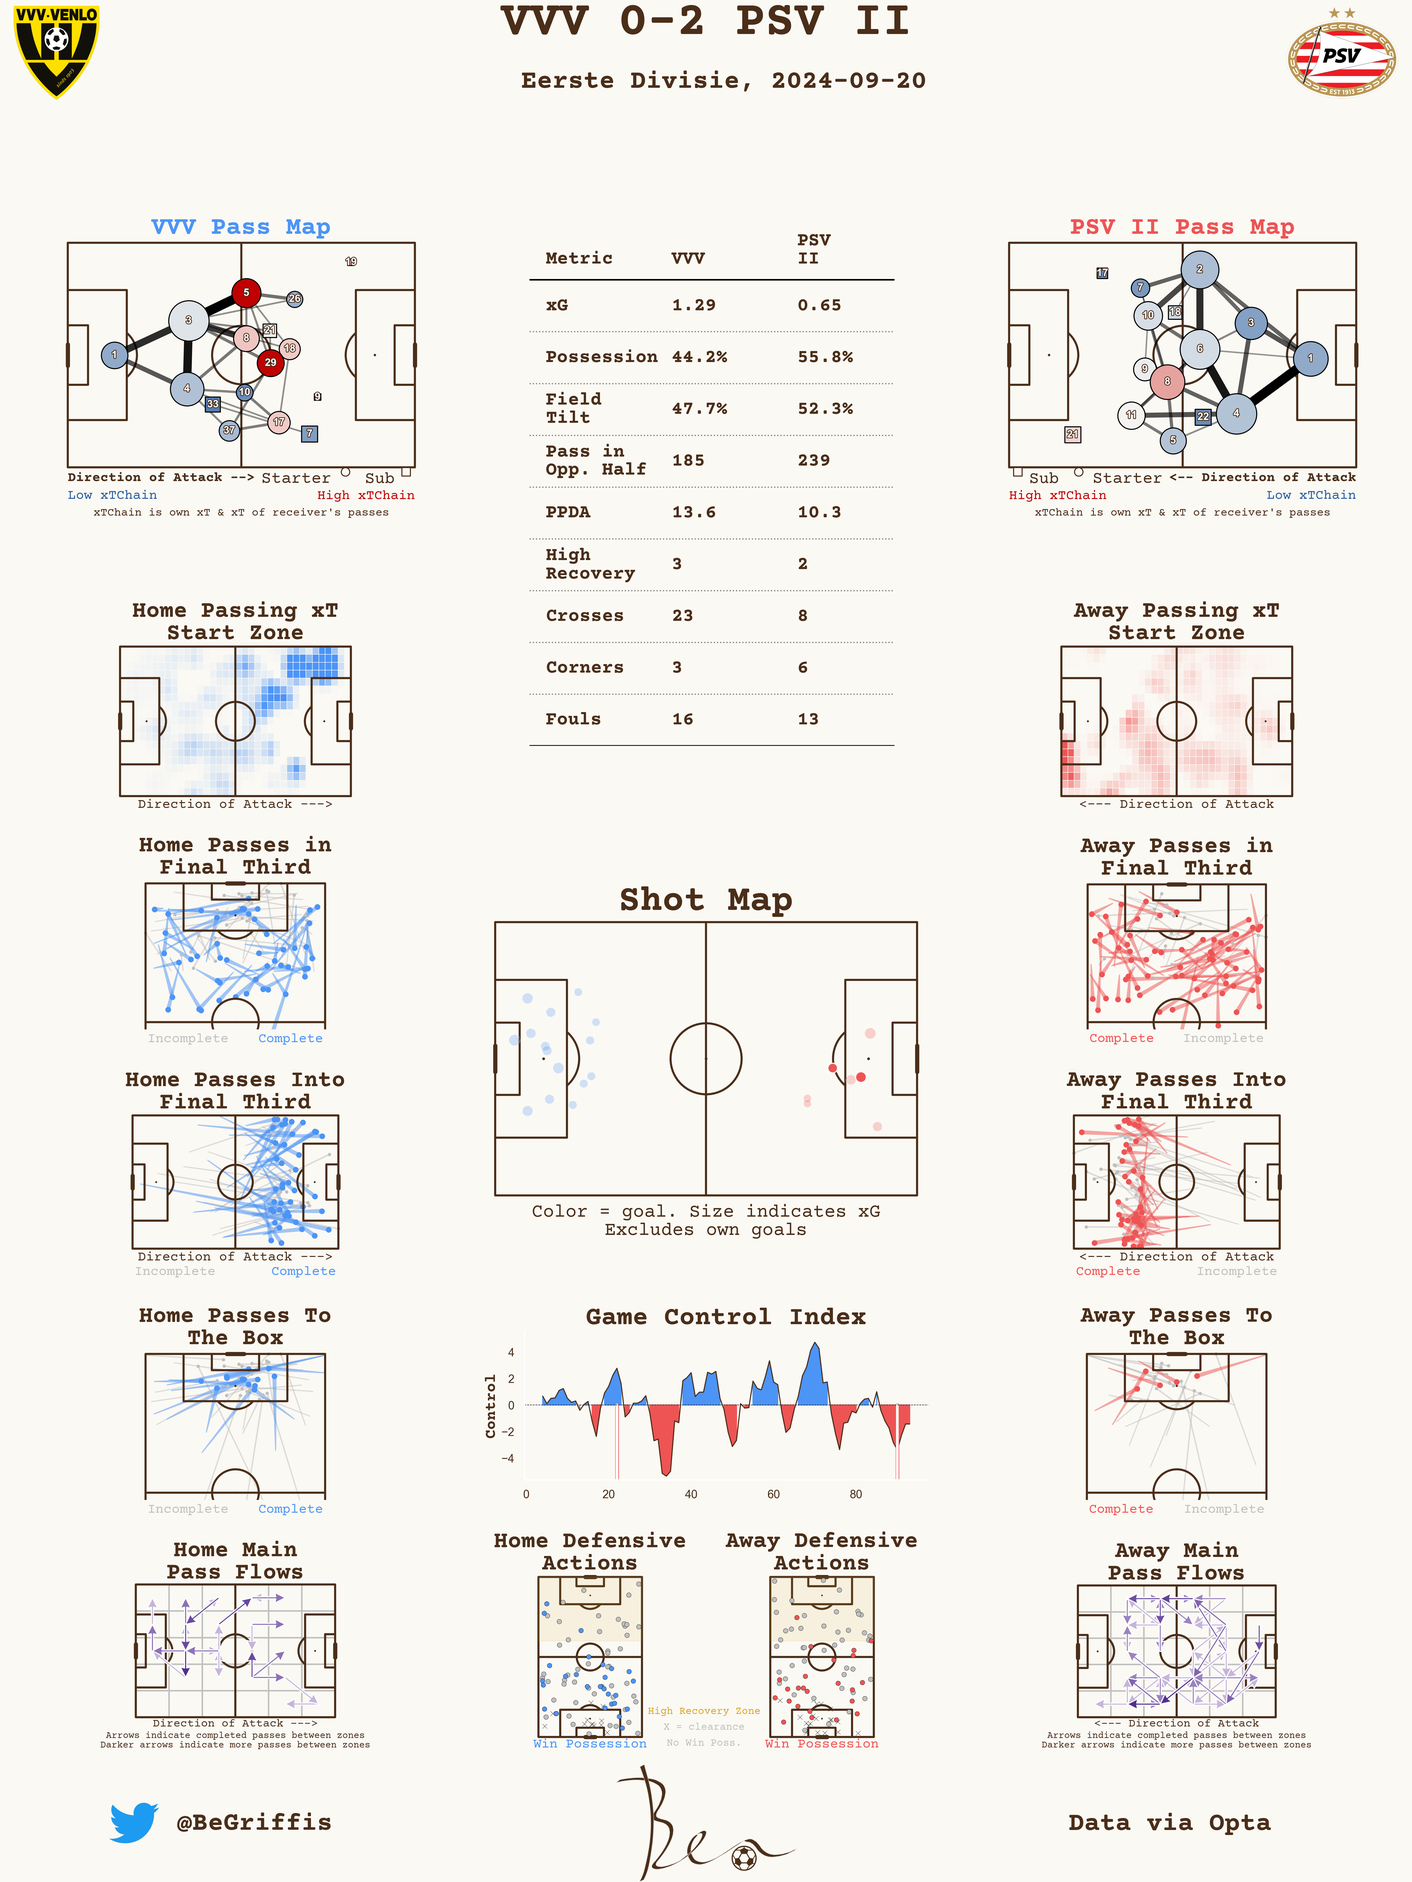 VVV 0-2 PSV II
Eerste Divisie, 2024-09-20
VVV-VENLO
PSV
EST 1913
VVV Pass Map
19
5
26
3
21
8
18
1
29
4
10
9
33
17
37
7
Direction of Attack --> Starter Sub
Low xTChain High xTChain
xTChain is own xT & xT of receiver's passes
Metric VVV PSV II
xG 1.29 0.65
Possession 44.2% 55.8%
Field Tilt 47.7% 52.3%
Pass in Opp. Half 185 239
PPDA 13.6 10.3
High Recovery 3 2
Crosses 23 8
Corners 3 6
Fouls 16 13
PSV II Pass Map
2
17
7
10
18
3
6
1
9
8
11
22
4
21
5
Sub Starter <-- Direction of Attack
High xTChain Low xTChain
xTChain is own xT & xT of receiver's passes
Home Passing xT
Start Zone
Direction of Attack --->
Away Passing xT
Start Zone
<--- Direction of Attack
Home Passes in
Final Third
Incomplete Complete
Away Passes in
Final Third
Complete Incomplete
Shot Map
Color = goal. Size indicates xG
Excludes own goals
Home Passes Into
Final Third
Direction of Attack --->
Incomplete Complete
Away Passes Into
Final Third
<--- Direction of Attack
Complete Incomplete
Home Passes To
The Box
Incomplete Complete
Game Control Index
Control
4
2
0
−2
−4
0 20 40 60 80
Away Passes To
The Box
Complete Incomplete
Home Main
Pass Flows
Direction of Attack --->
Arrows indicate completed passes between zones
Darker arrows indicate more passes between zones
Home Defensive
Actions
Win Possession
Away Defensive
Actions
Win Possession
High Recovery Zone
X = clearance
No Win Poss.
Away Main
Pass Flows
<--- Direction of Attack
Arrows indicate completed passes between zones
Darker arrows indicate more passes between zones
@BeGriffis
Ben
Data via Opta